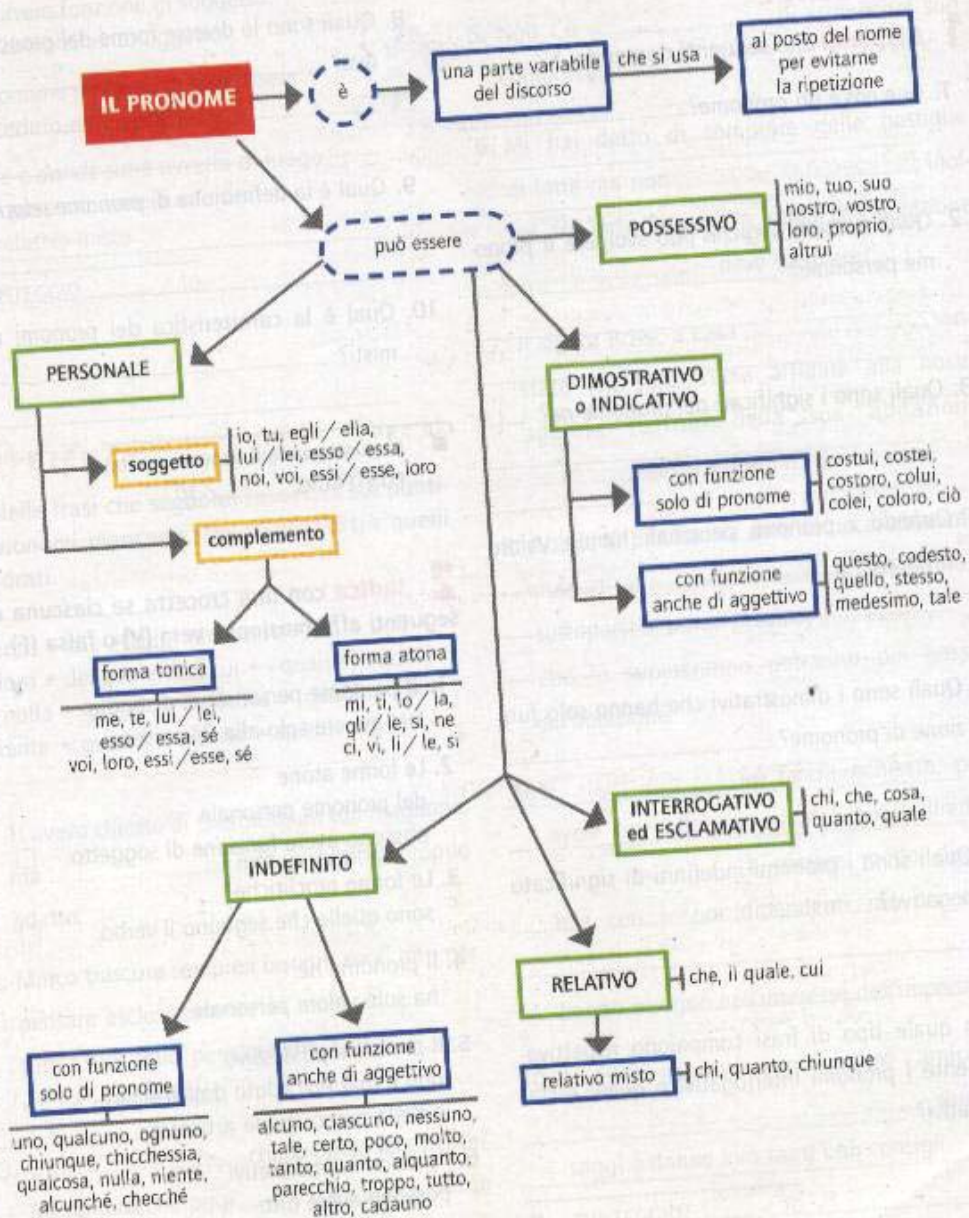 IL PRONOME
è
una parte variabile
del discorso
che si usa
al posto del nome
per evitarne
la ripetizione
può essere
POSSESSIVO
mio, tuo, suo
nostro, vostro,
loro, proprio,
altrui
PERSONALE
soggetto
io, tu, egli / ella,
lui / lei, esso / essa,
noi, voi, essi / esse, loro
complemento
forma tonica
me, te, lui / lei,
esso / essa, sé
voi, loro, essi / esse, sé
forma atona
mi, ti, lo / la,
gli / le, si, ne
ci, vi, li / le, si
DIMOSTRATIVO
o INDICATIVO
con funzione
solo di pronome
costui, costei,
costoro, colui,
colei, coloro, ciò
con funzione
anche di aggettivo
questo, codesto,
quello, stesso,
medesimo, tale
INTERROGATIVO
ed ESCLAMATIVO
chi, che, cosa,
quanto, quale
INDEFINITO
con funzione
solo di pronome
uno, qualcuno, ognuno,
chiunque, chicchessia,
qualcosa, nulla, niente,
alcunché, checché
con funzione
anche di aggettivo
alcuno, ciascuno, nessuno,
tale, certo, poco, molto,
tanto, quanto, alquanto,
parecchio, troppo, tutto,
altro, cadauno
RELATIVO
che, il quale, cui
relativo misto
chi, quanto, chiunque